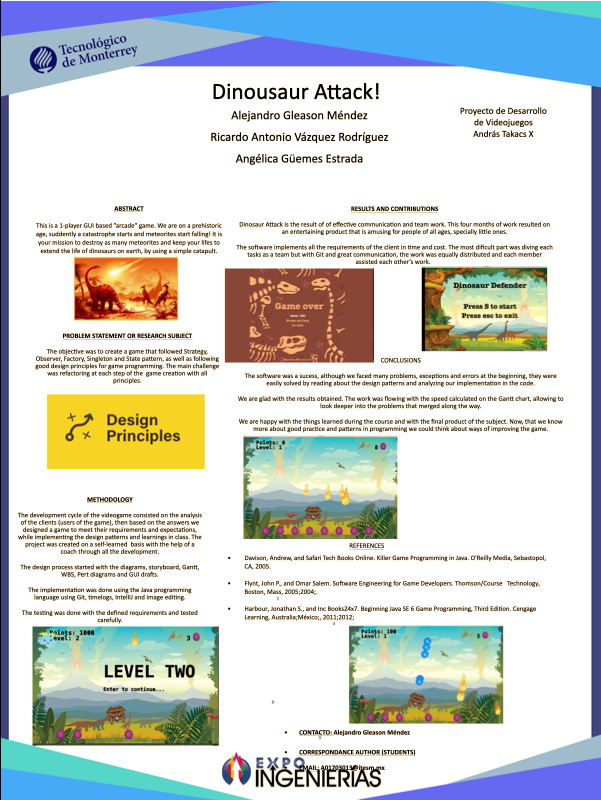 Tecnológico
de Monterrey
Dinousaur Attack!
Alejandro Gleason Méndez
Ricardo Antonio Vázquez Rodríguez
Angélica Güemes Estrada
Proyecto de Desarrollo
de Videojuegos
András Takacs X
ABSTRACT
This is a 1-player GUI based "arcade" game. We are on a prehistoric
age, suddently a catastrophe starts and meteorites start falling! It is
your mission to destroy as many meteorites and keep your lifes to
extend the life of dinosaurs on earth, by using a simple catapult.
PROBLEM STATEMENT OR RESEARCH SUBJECT
The objective was to create a game that followed Strategy,
Observer, Factory, Singleton and State pattern, as well as following
good design principles for game programming. The main challenge
was refactoring at each step of the game creation with all
principles.
Design
Principles
METHODOLOGY
The development cycle of the videogame consisted on the analysis
of the clients (users of the game), then based on the answers we
designed a game to meet their requirements and expectations,
while implementing the design patterns and learnings in class. The
project was created on a self-learned basis with the help of a
coach through all the development.
The design process started with the diagrams, storyboard, Gantt,
WBS, Pert diagrams and GUI drafts.
The implementation was done using the Java programming
language using Git, timelogs, IntelliJ and image editing.
The testing was done with the defined requirements and tested
carefully.
Points: 1000
Level: 2
3
LEVEL TWO
Enter to continue...
RESULTS AND CONTRIBUTIONS
Dinosaur Attack is the result of of effective communication and team work. This four months of work resulted on
an entertaining product that is amusing for people of all ages, specially little ones.
The software implements all the requirements of the client in time and cost. The most dificult part was diving each
tasks as a team but with Git and great communication, the work was equally distributed and each member
assisted each other's work.
Game over
Dinosaur Defender
Press S to start
Press esc to exit
CONCLUSIONS
The software was a sucess, although we faced many problems, exceptions and errors at the beginning, they were
easily solved by reading about the design patterns and analyzing our implementation in the code.
We are glad with the results obtained. The work was flowing with the speed calculated on the Gantt chart, allowing to
look deeper into the problems that merged along the way.
We are happy with the things learned during the course and with the final product of the subject. Now, that we know
more about good practice and patterns in programming we could think about ways of improving the game.
Points: 0
Level: 1
8
REFERENCES
• Davison, Andrew, and Safari Tech Books Online. Killer Game Programming in Java. O'Reilly Media, Sebastopol,
CA, 2005.
• Flynt, John P., and Omar Salem. Software Engineering for Game Developers. Thomson/Course Technology,
Boston, Mass, 2005;2004;.
• Harbour, Jonathan S., and Inc Books24x7. Beginning Java SE 6 Game Programming, Third Edition. Cengage
Learning, Australia;México;, 2011;2012;
Points: 100
Level: 1
5
• CONTACTO: Alejandro Gleason Méndez
• CORRESPONDANCE AUTHOR (STUDENTS)
• EMAIL: A01703013@itesm.mx
EXPO
INGENIERÍAS